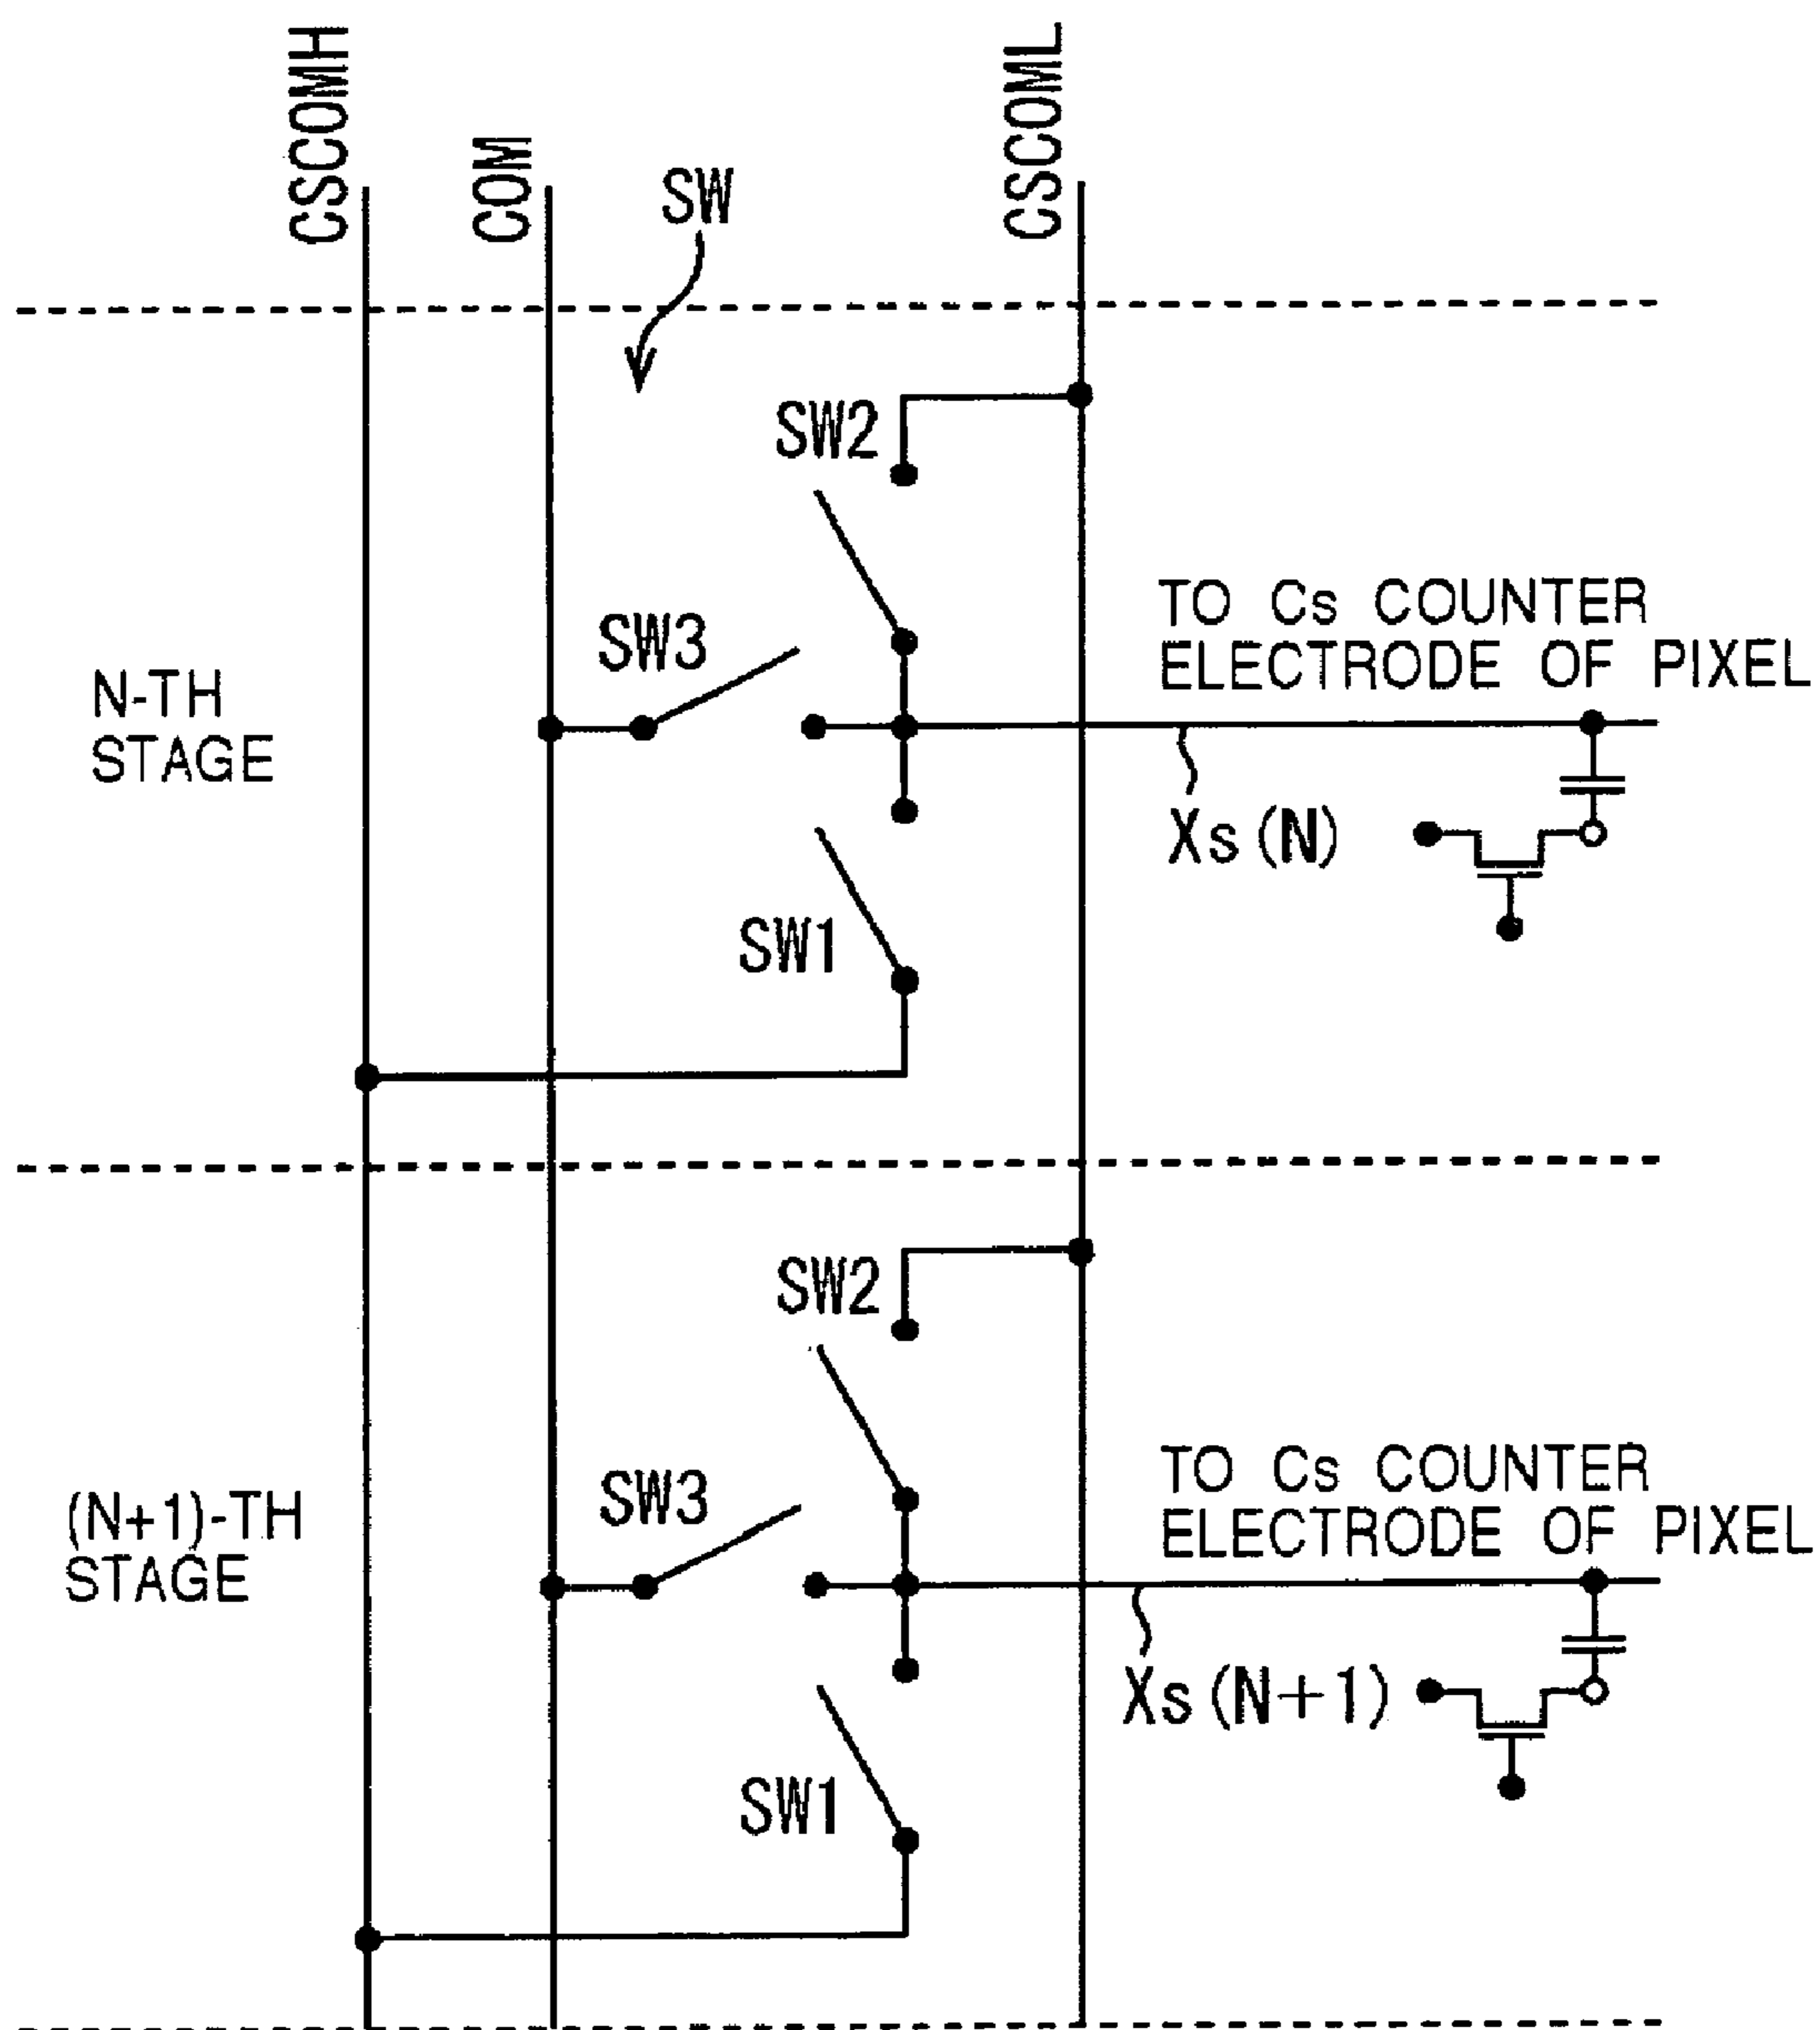 CSCOMH
COM
SW
CSCOML
SW2
SW3
TO Cs COUNTER
ELECTRODE OF PIXEL
N-TH
STAGE
Xs(N)
SW1
SW2
SW3
TO Cs COUNTER
ELECTRODE OF PIXEL
(N+1)-TH
STAGE
Xs(N+1)
SW1